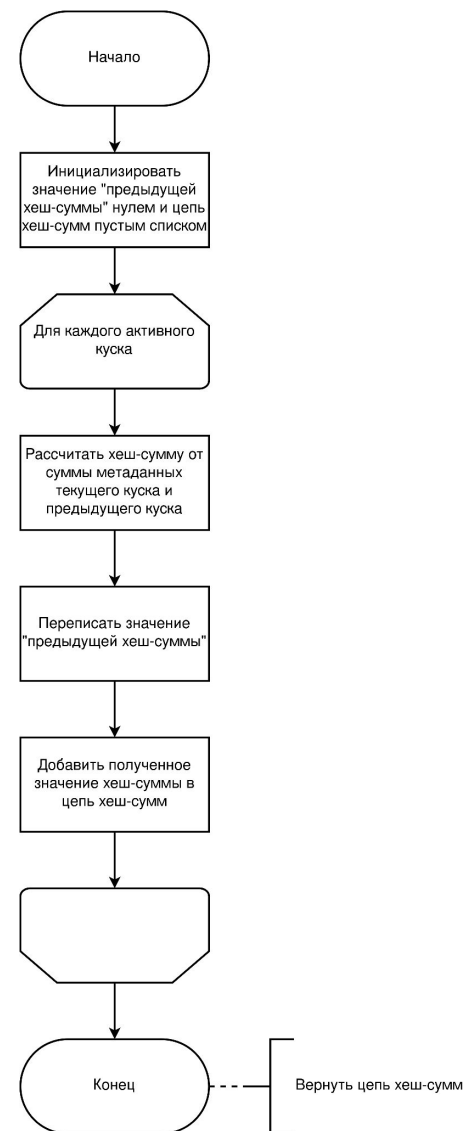 Начало
Инициализировать
значение "предыдущей
хеш-суммы" нулем и цепь
хеш-сумм пустым списком
Для каждого активного
куска
Рассчитать хеш-сумму от
суммы метаданных
текущего куска и
предыдущего куска
Переписать значение
"предыдущей хеш-суммы"
Добавить полученное
значение хеш-суммы в
цепь хеш-сумм
Конец
Вернуть цепь хеш-сумм